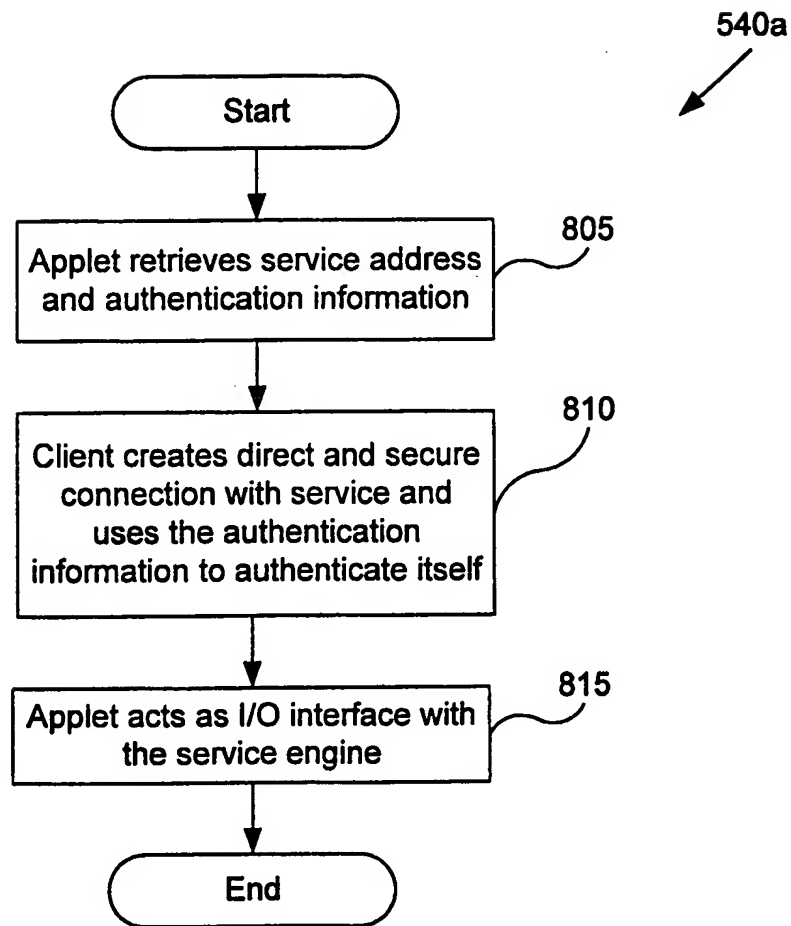 540a
Start
805
Applet retrieves service address
and authentication information
810
Client creates direct and secure
connection with service and
uses the authentication
information to authenticate itself
815
Applet acts as I/O interface with
the service engine
End